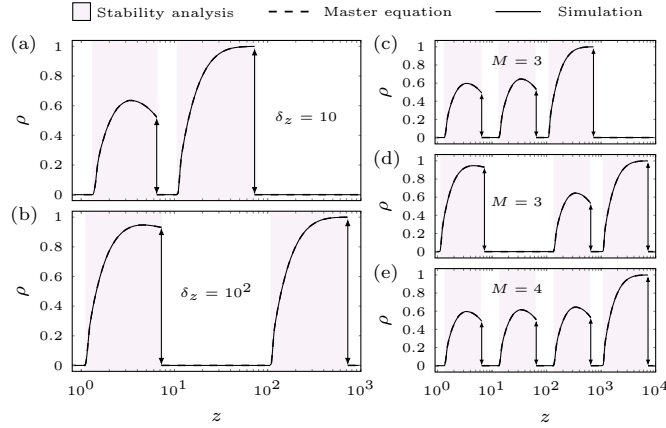 Stability analysis
Master equation
Simulation
(a)
1
0.8
0.6
0.4
0.2
0
ρ
δz = 10
(b)
1
0.8
0.6
0.4
0.2
0
ρ
δz = 10²
10⁰
10¹
10²
10³
z
(c)
1
0.8
0.6
0.4
0.2
0
ρ
M = 3
(d)
1
0.8
0.6
0.4
0.2
0
ρ
M = 3
(e)
1
0.8
0.6
0.4
0.2
0
ρ
M = 4
10⁰
10¹
10²
10³
10⁴
z